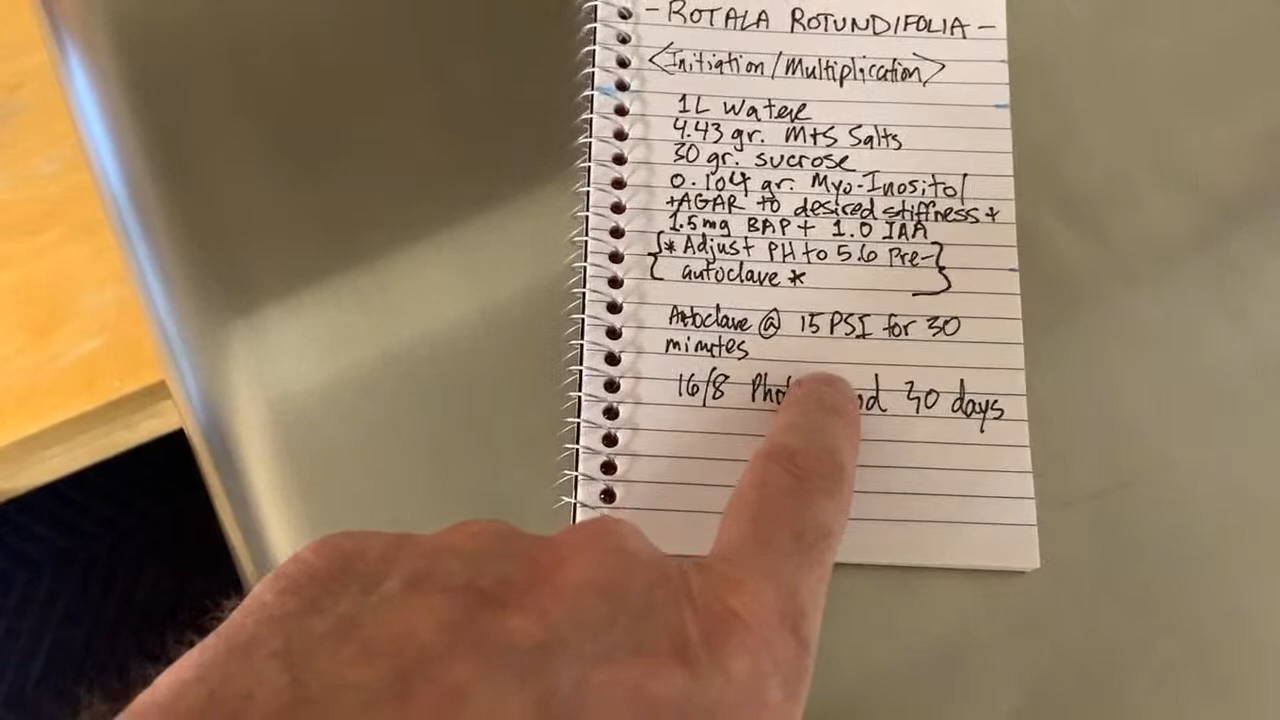 - ROTALA ROTUNDIFOLIA -
<Initiation/Multiplication>
1L Water
4.43 gr. M+S Salts
30 gr. sucrose
0.104 gr. Myo-Inositol
+AGAR to desired stiffness+
1.5mg BAP + 1.0 IAA
{* Adjust PH to 5.6 Pre-}
{autoclave *}
Autoclave @ 15 PSI for 30
minutes
16/8 30 days